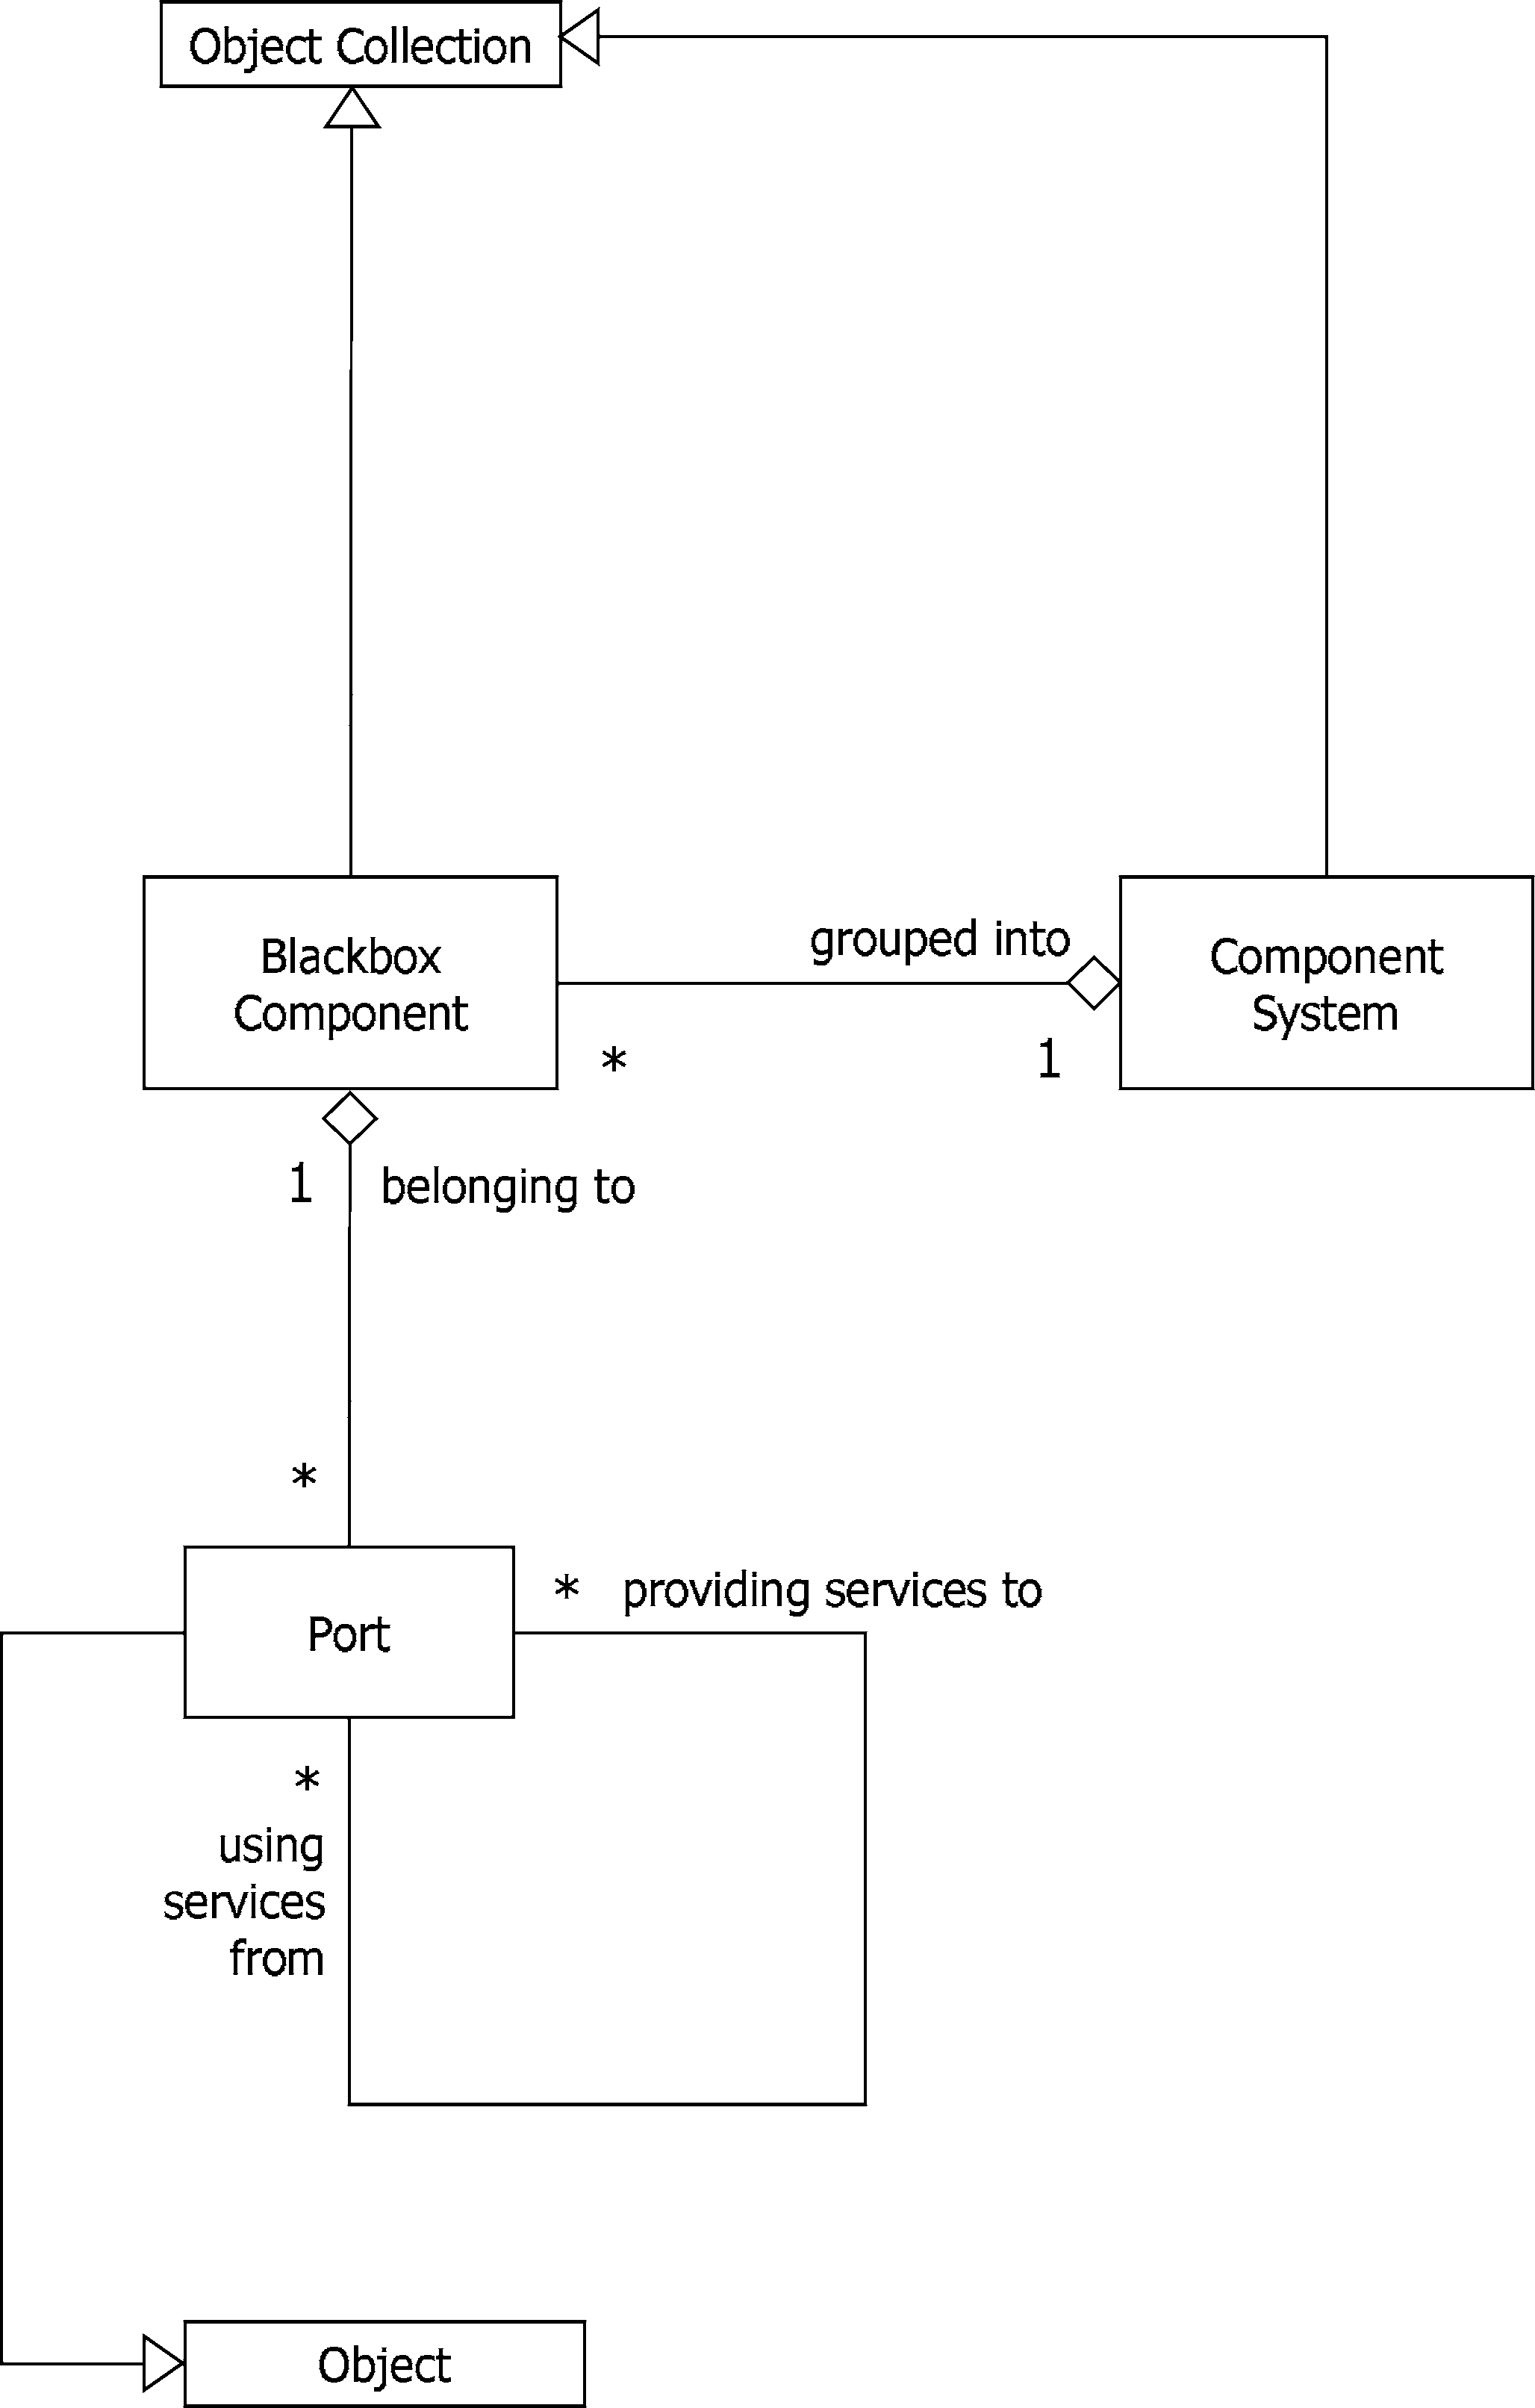 Object Collection
Blackbox
Component
grouped into
Component
System
*
1
1
belonging to
*
Port
* providing services to
*
using
services
from
Object